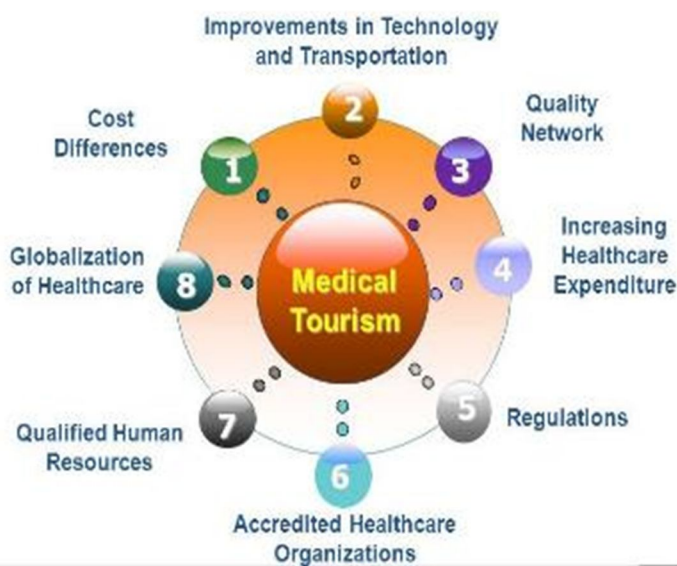 Improvements in Technology
and Transportation
2
Cost
Differences
1
Quality
Network
3
Increasing
Healthcare
Expenditure
4
Globalization
of Healthcare
8
Medical
Tourism
5
Regulations
7
Qualified Human
Resources
6
Accredited Healthcare
Organizations